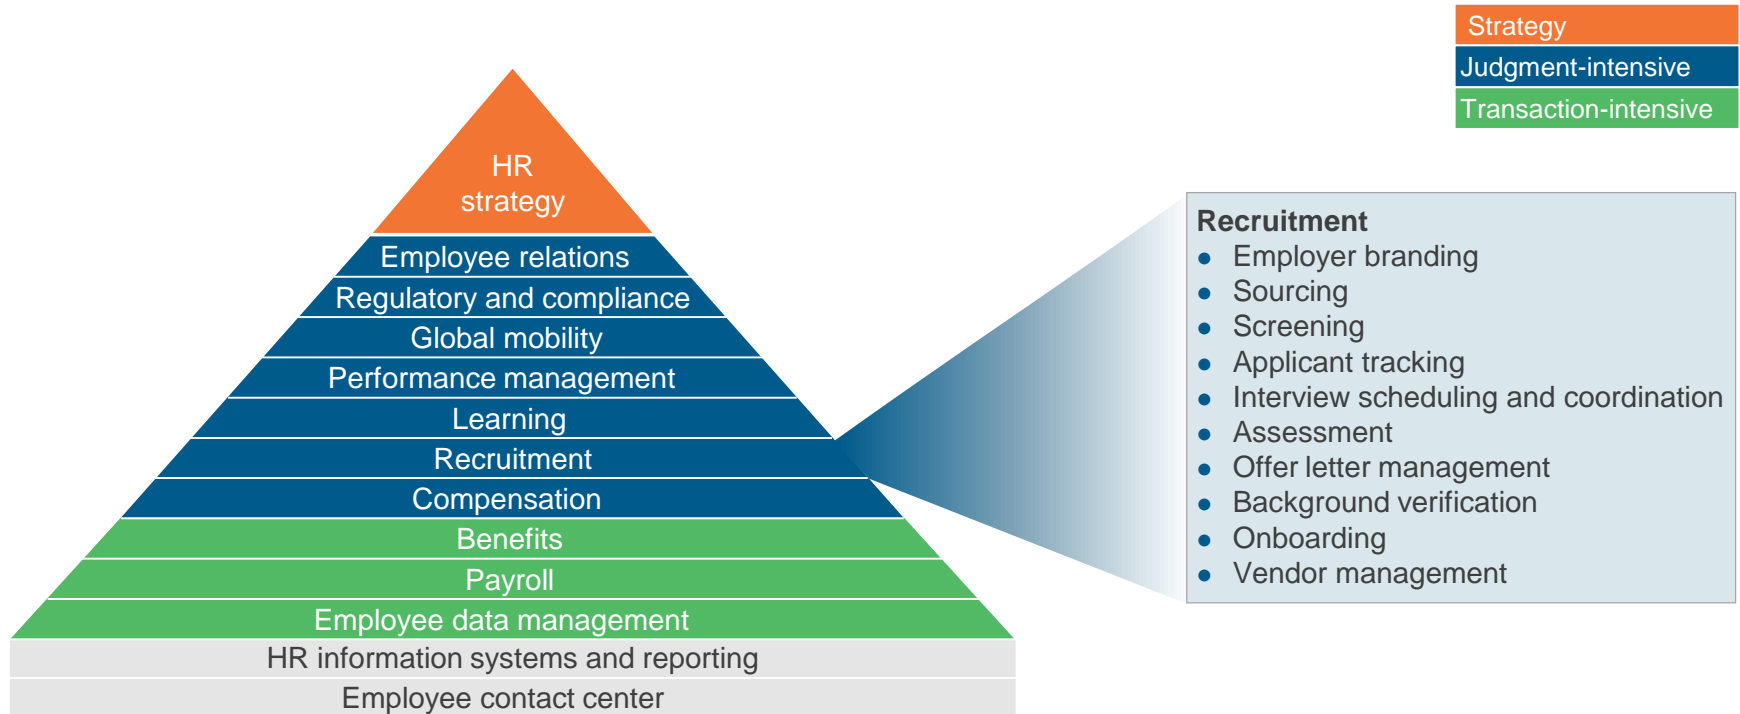 Strategy
Judgment-intensive
Transaction-intensive
HR
strategy
Employee relations
Regulatory and compliance
Global mobility
Performance management
Learning
Recruitment
Compensation
Benefits
Payroll
Employee data management
HR information systems and reporting
Employee contact center
Recruitment
● Employer branding
● Sourcing
● Screening
● Applicant tracking
● Interview scheduling and coordination
● Assessment
● Offer letter management
● Background verification
● Onboarding
● Vendor management